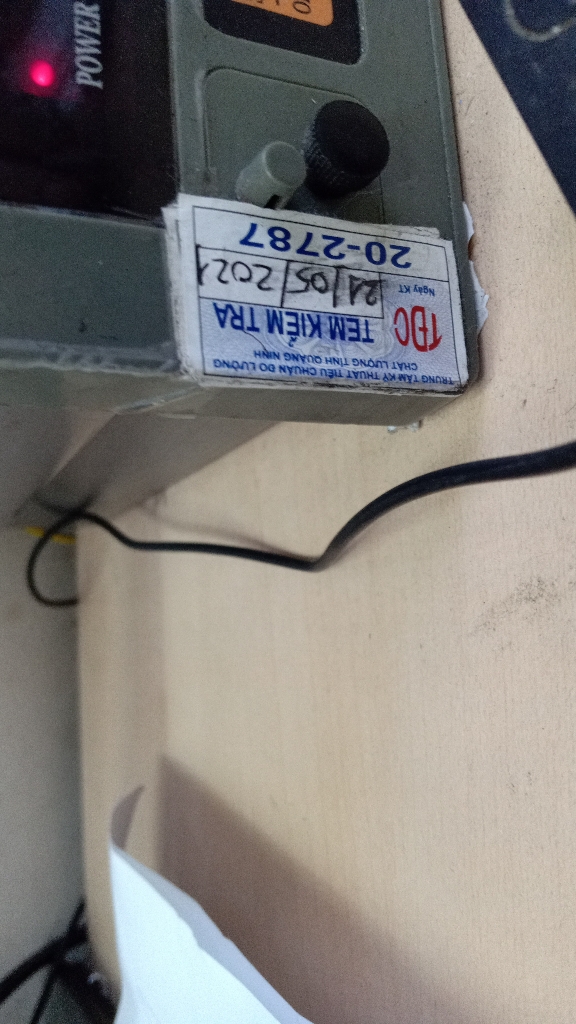 POWER
TRUNG TÂM KỸ THUẬT TIÊU CHUẨN ĐO LƯỜNG
CHẤT LƯỢNG TỈNH QUẢNG NINH
TĐC TEM KIỂM TRA
Ngày KT 21/05/2021
20-2787